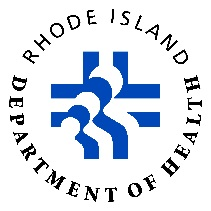 RHODE ISLAND
DEPARTMENT OF HEALTH